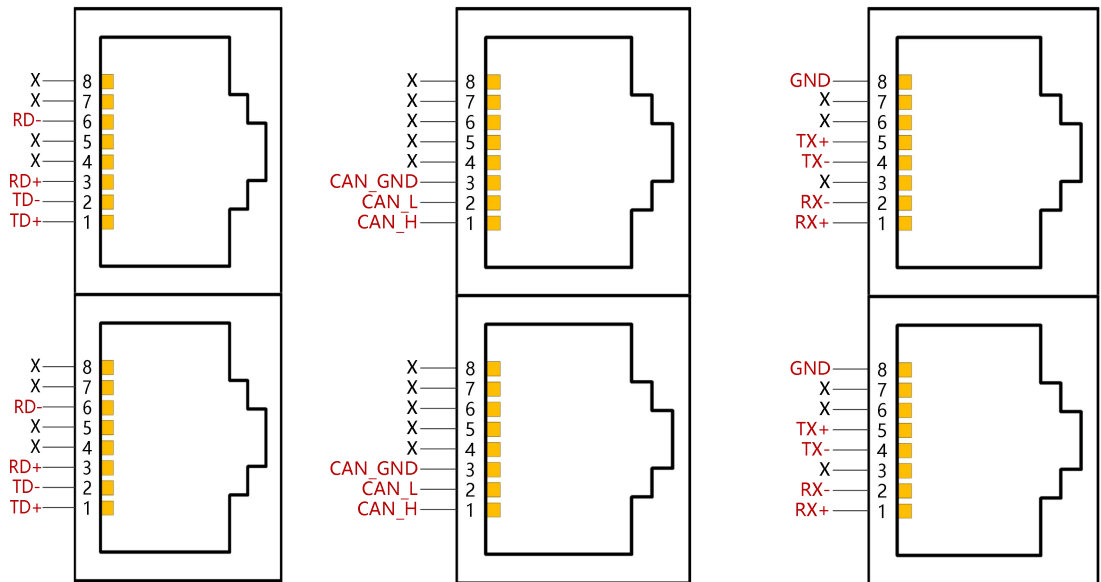 X 8
X 7
RD- 6
X 5
X 4
RD+ 3
TD- 2
TD+ 1
X 8
X 7
X 6
X 5
X 4
CAN_GND 3
CAN_L 2
CAN_H 1
GND 8
X 7
X 6
TX+ 5
TX- 4
X 3
RX- 2
RX+ 1
X 8
X 7
RD- 6
X 5
X 4
RD+ 3
TD- 2
TD+ 1
X 8
X 7
X 6
X 5
X 4
CAN_GND 3
CAN_L 2
CAN_H 1
GND 8
X 7
X 6
TX+ 5
TX- 4
X 3
RX- 2
RX+ 1